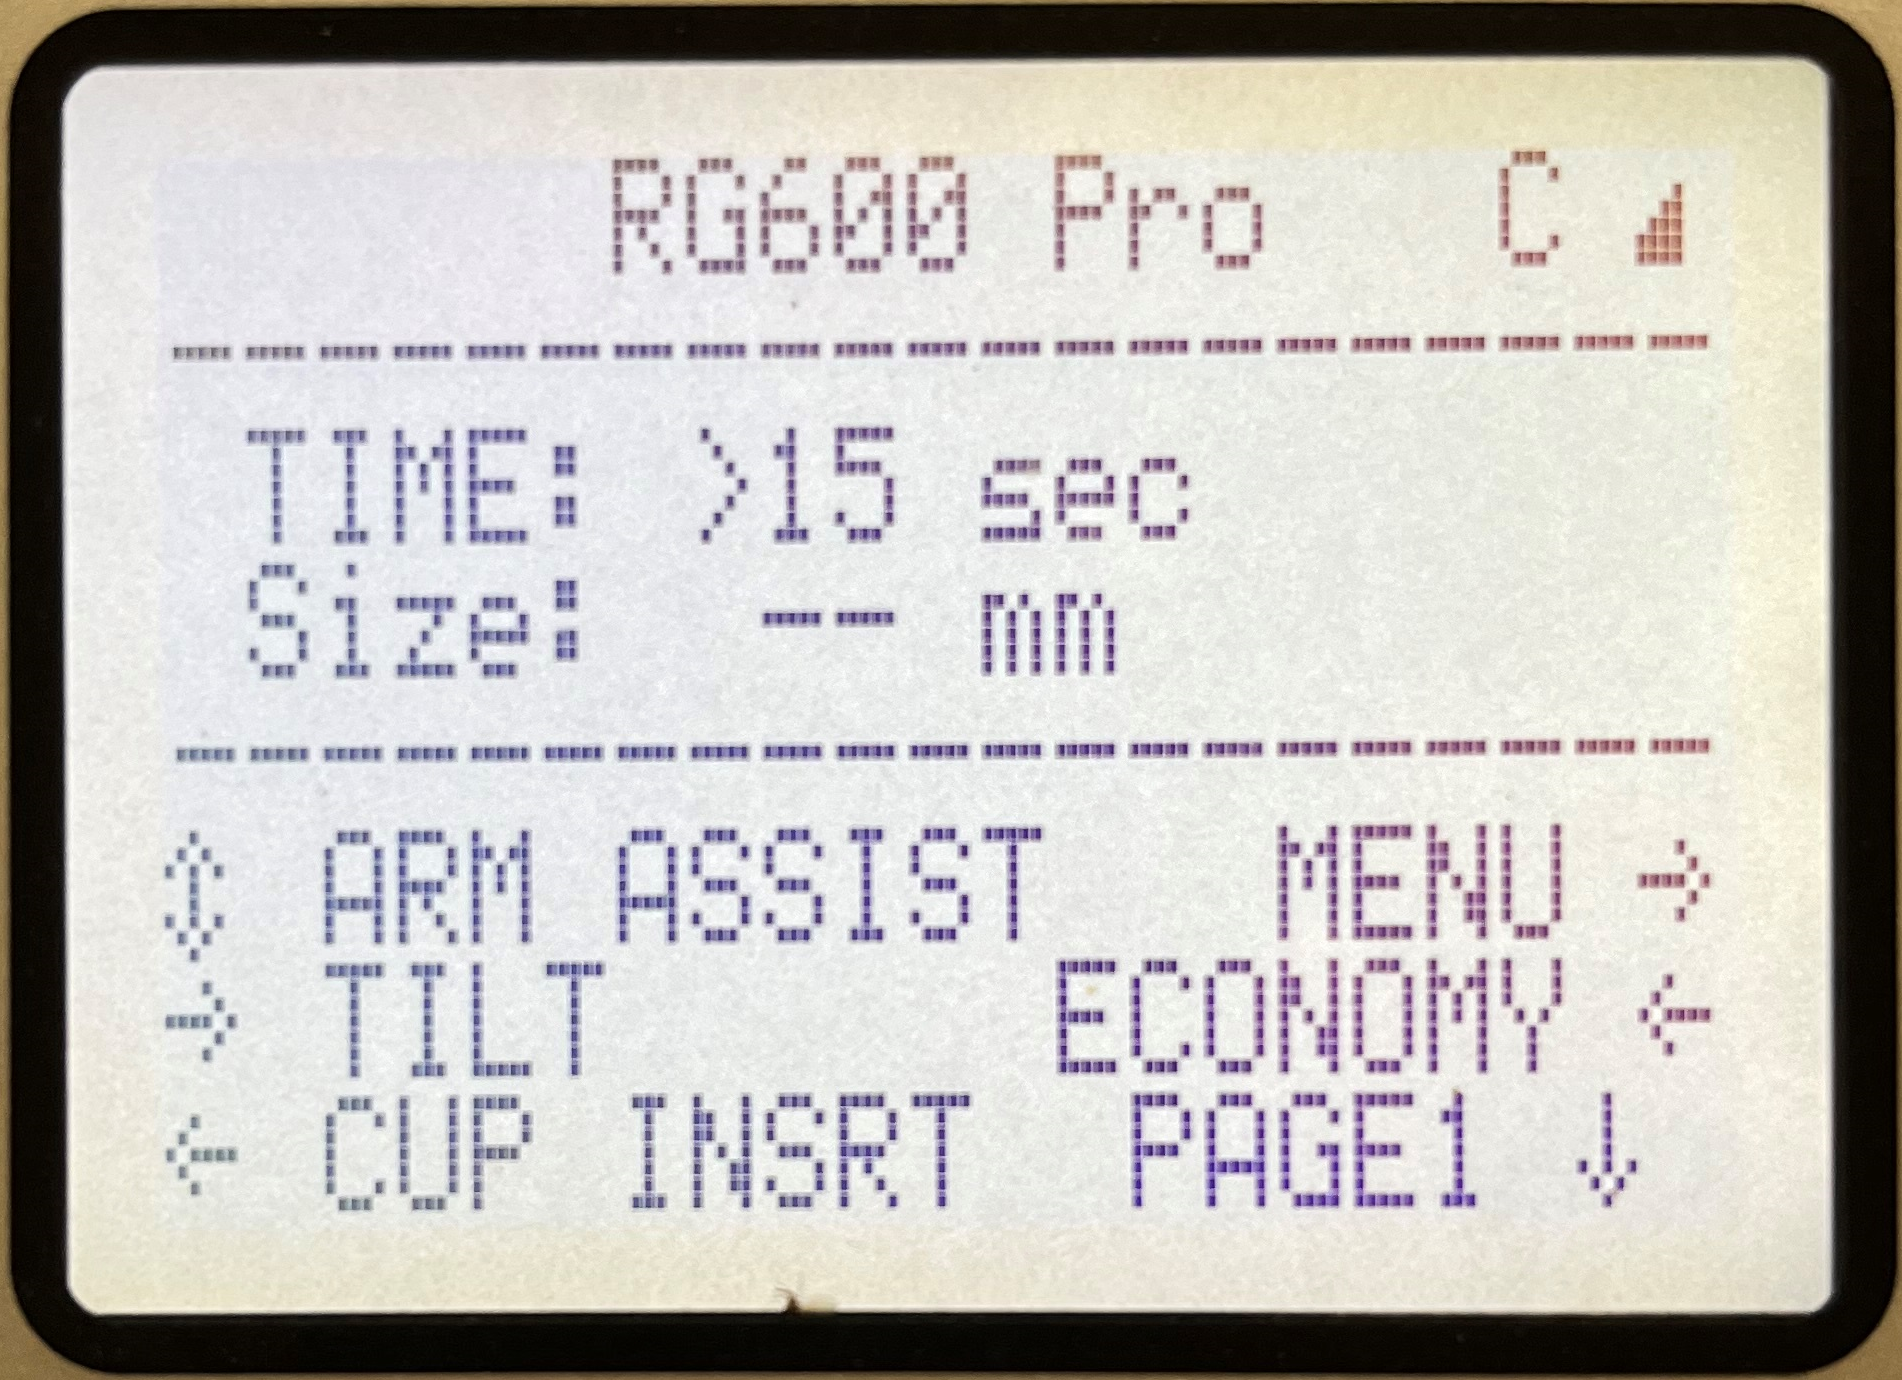 RG600 Pro C ◢
---------------------
TIME: >15 sec
Size: -- mm
---------------------
↕ ARM ASSIST MENU →
→ TILT ECONOMY ←
← CUP INSRT PAGE1 ↓